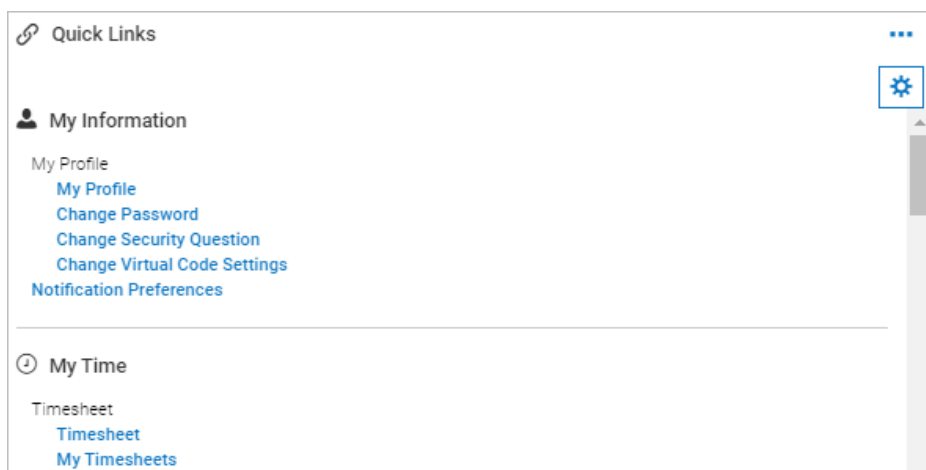 Quick Links
My Information
My Profile
My Profile
Change Password
Change Security Question
Change Virtual Code Settings
Notification Preferences
My Time
Timesheet
Timesheet
My Timesheets